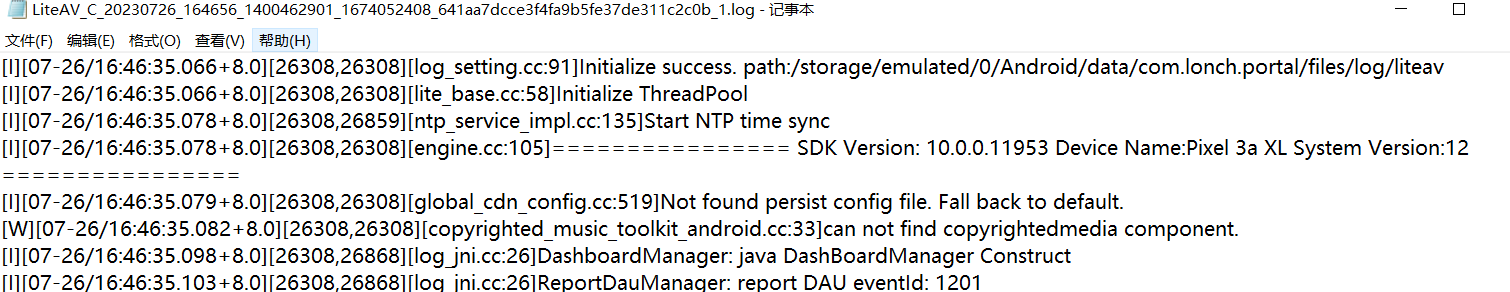 LiteAV_C_20230726_164656_1400462901_1674052408_641aa7dcce3f4fa9b5fe37de311c2c0b_1.log - 记事本
文件(F) 编辑(E) 格式(O) 查看(V) 帮助(H)
[I][07-26/16:46:35.066+8.0][26308,26308][log_setting.cc:91]Initialize success. path:/storage/emulated/0/Android/data/com.lonch.portal/files/log/liteav
[I][07-26/16:46:35.066+8.0][26308,26308][lite_base.cc:58]Initialize ThreadPool
[I][07-26/16:46:35.078+8.0][26308,26859][ntp_service_impl.cc:135]Start NTP time sync
[I][07-26/16:46:35.078+8.0][26308,26308][engine.cc:105]================ SDK Version: 10.0.0.11953 Device Name:Pixel 3a XL System Version:12
================
[I][07-26/16:46:35.079+8.0][26308,26308][global_cdn_config.cc:519]Not found persist config file. Fall back to default.
[W][07-26/16:46:35.082+8.0][26308,26308][copyrighted_music_toolkit_android.cc:33]can not find copyrightedmedia component.
[I][07-26/16:46:35.098+8.0][26308,26868][log_jni.cc:26]DashboardManager: java DashBoardManager Construct
[I][07-26/16:46:35.103+8.0][26308,26868][log_jni.cc:26]ReportDauManager: report DAU eventId: 1201